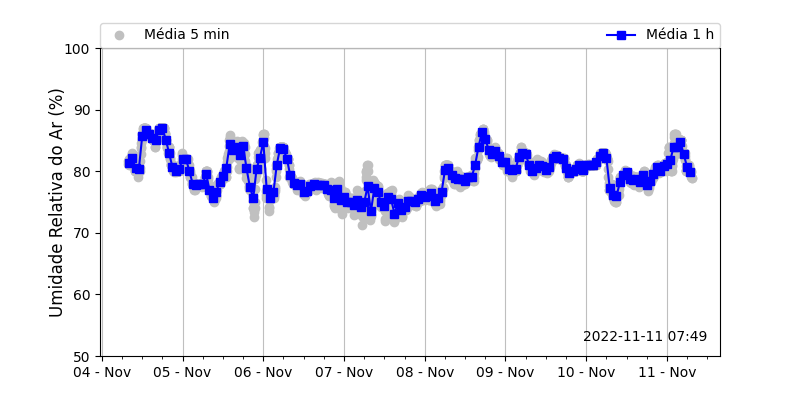 Média 5 min
Média 1 h
Umidade Relativa do Ar (%)
100
90
80
70
60
50
2022-11-11 07:49
04 - Nov
05 - Nov
06 - Nov
07 - Nov
08 - Nov
09 - Nov
10 - Nov
11 - Nov